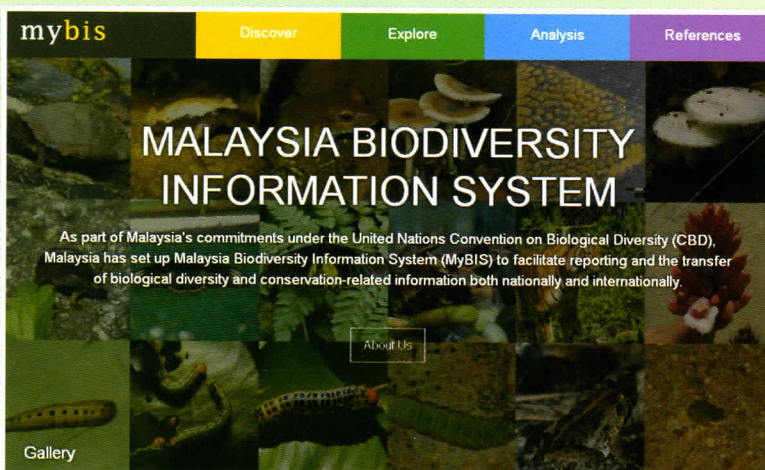 mybis
Discover
Explore
Analysis
References
MALAYSIA BIODIVERSITY
INFORMATION SYSTEM
As part of Malaysia's commitments under the United Nations Convention on Biological Diversity (CBD),
Malaysia has set up Malaysia Biodiversity Information System (MyBIS) to facilitate reporting and the transfer
of biological diversity and conservation-related information both nationally and internationally.
About Us
Gallery